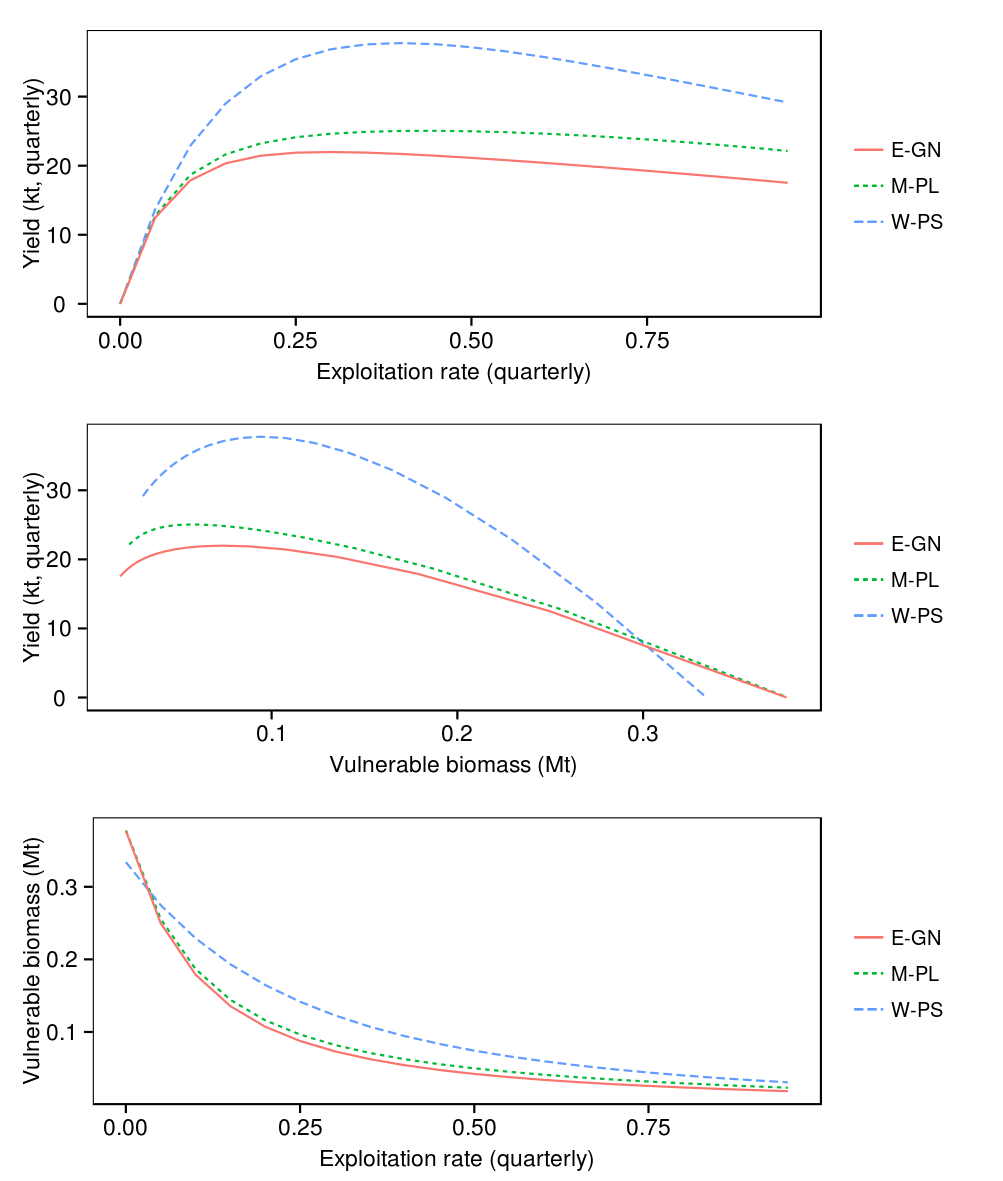 Yield (kt, quarterly)
30
20
10
0
0.00 0.25 0.50 0.75
Exploitation rate (quarterly)
E-GN
M-PL
W-PS
Yield (kt, quarterly)
30
20
10
0
0.1 0.2 0.3
Vulnerable biomass (Mt)
E-GN
M-PL
W-PS
Vulnerable biomass (Mt)
0.3
0.2
0.1
0.00 0.25 0.50 0.75
Exploitation rate (quarterly)
E-GN
M-PL
W-PS